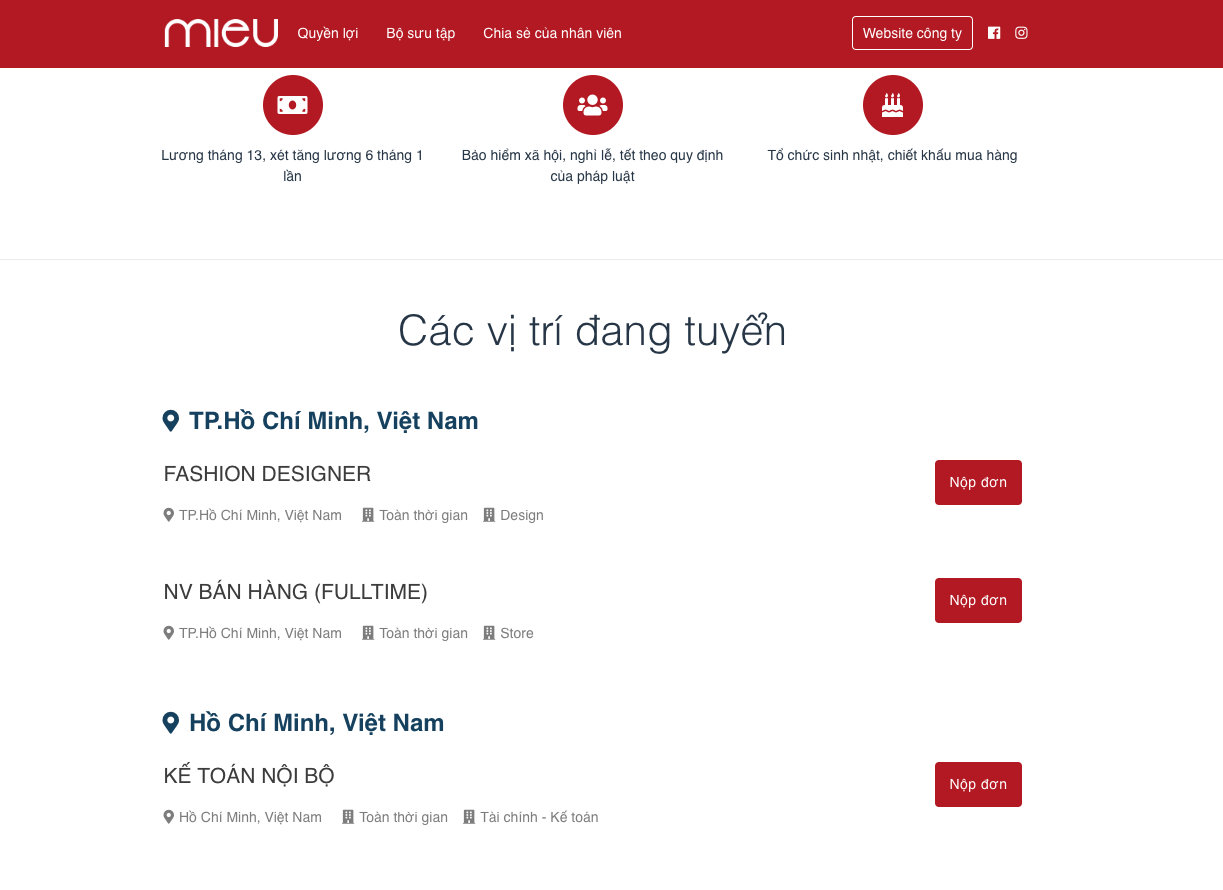 mieu Quyền lợi Bộ sưu tập Chia sẻ của nhân viên Website công ty
Lương tháng 13, xét tăng lương 6 tháng 1
lần
Bảo hiểm xã hội, nghỉ lễ, tết theo quy định
của pháp luật
Tổ chức sinh nhật, chiết khấu mua hàng
Các vị trí đang tuyển
TP.Hồ Chí Minh, Việt Nam
FASHION DESIGNER
Nộp đơn
TP.Hồ Chí Minh, Việt Nam Toàn thời gian Design
NV BÁN HÀNG (FULLTIME)
Nộp đơn
TP.Hồ Chí Minh, Việt Nam Toàn thời gian Store
Hồ Chí Minh, Việt Nam
KẾ TOÁN NỘI BỘ
Nộp đơn
Hồ Chí Minh, Việt Nam Toàn thời gian Tài chính - Kế toán